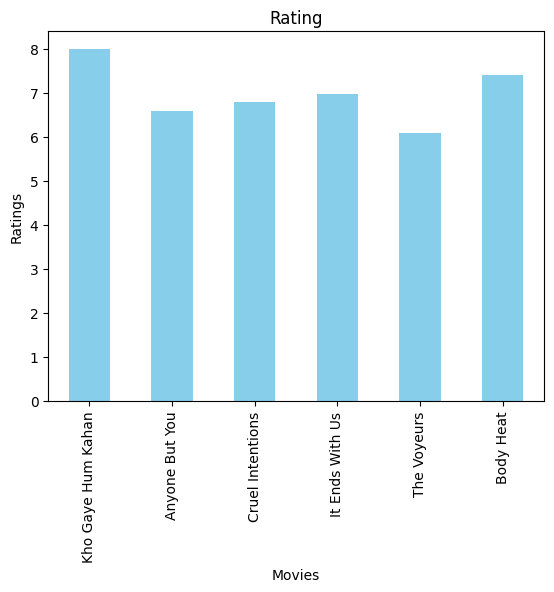 Rating
Ratings
8
7
6
5
4
3
2
1
0
Kho Gaye Hum Kahan
Anyone But You
Cruel Intentions
It Ends With Us
The Voyeurs
Body Heat
Movies